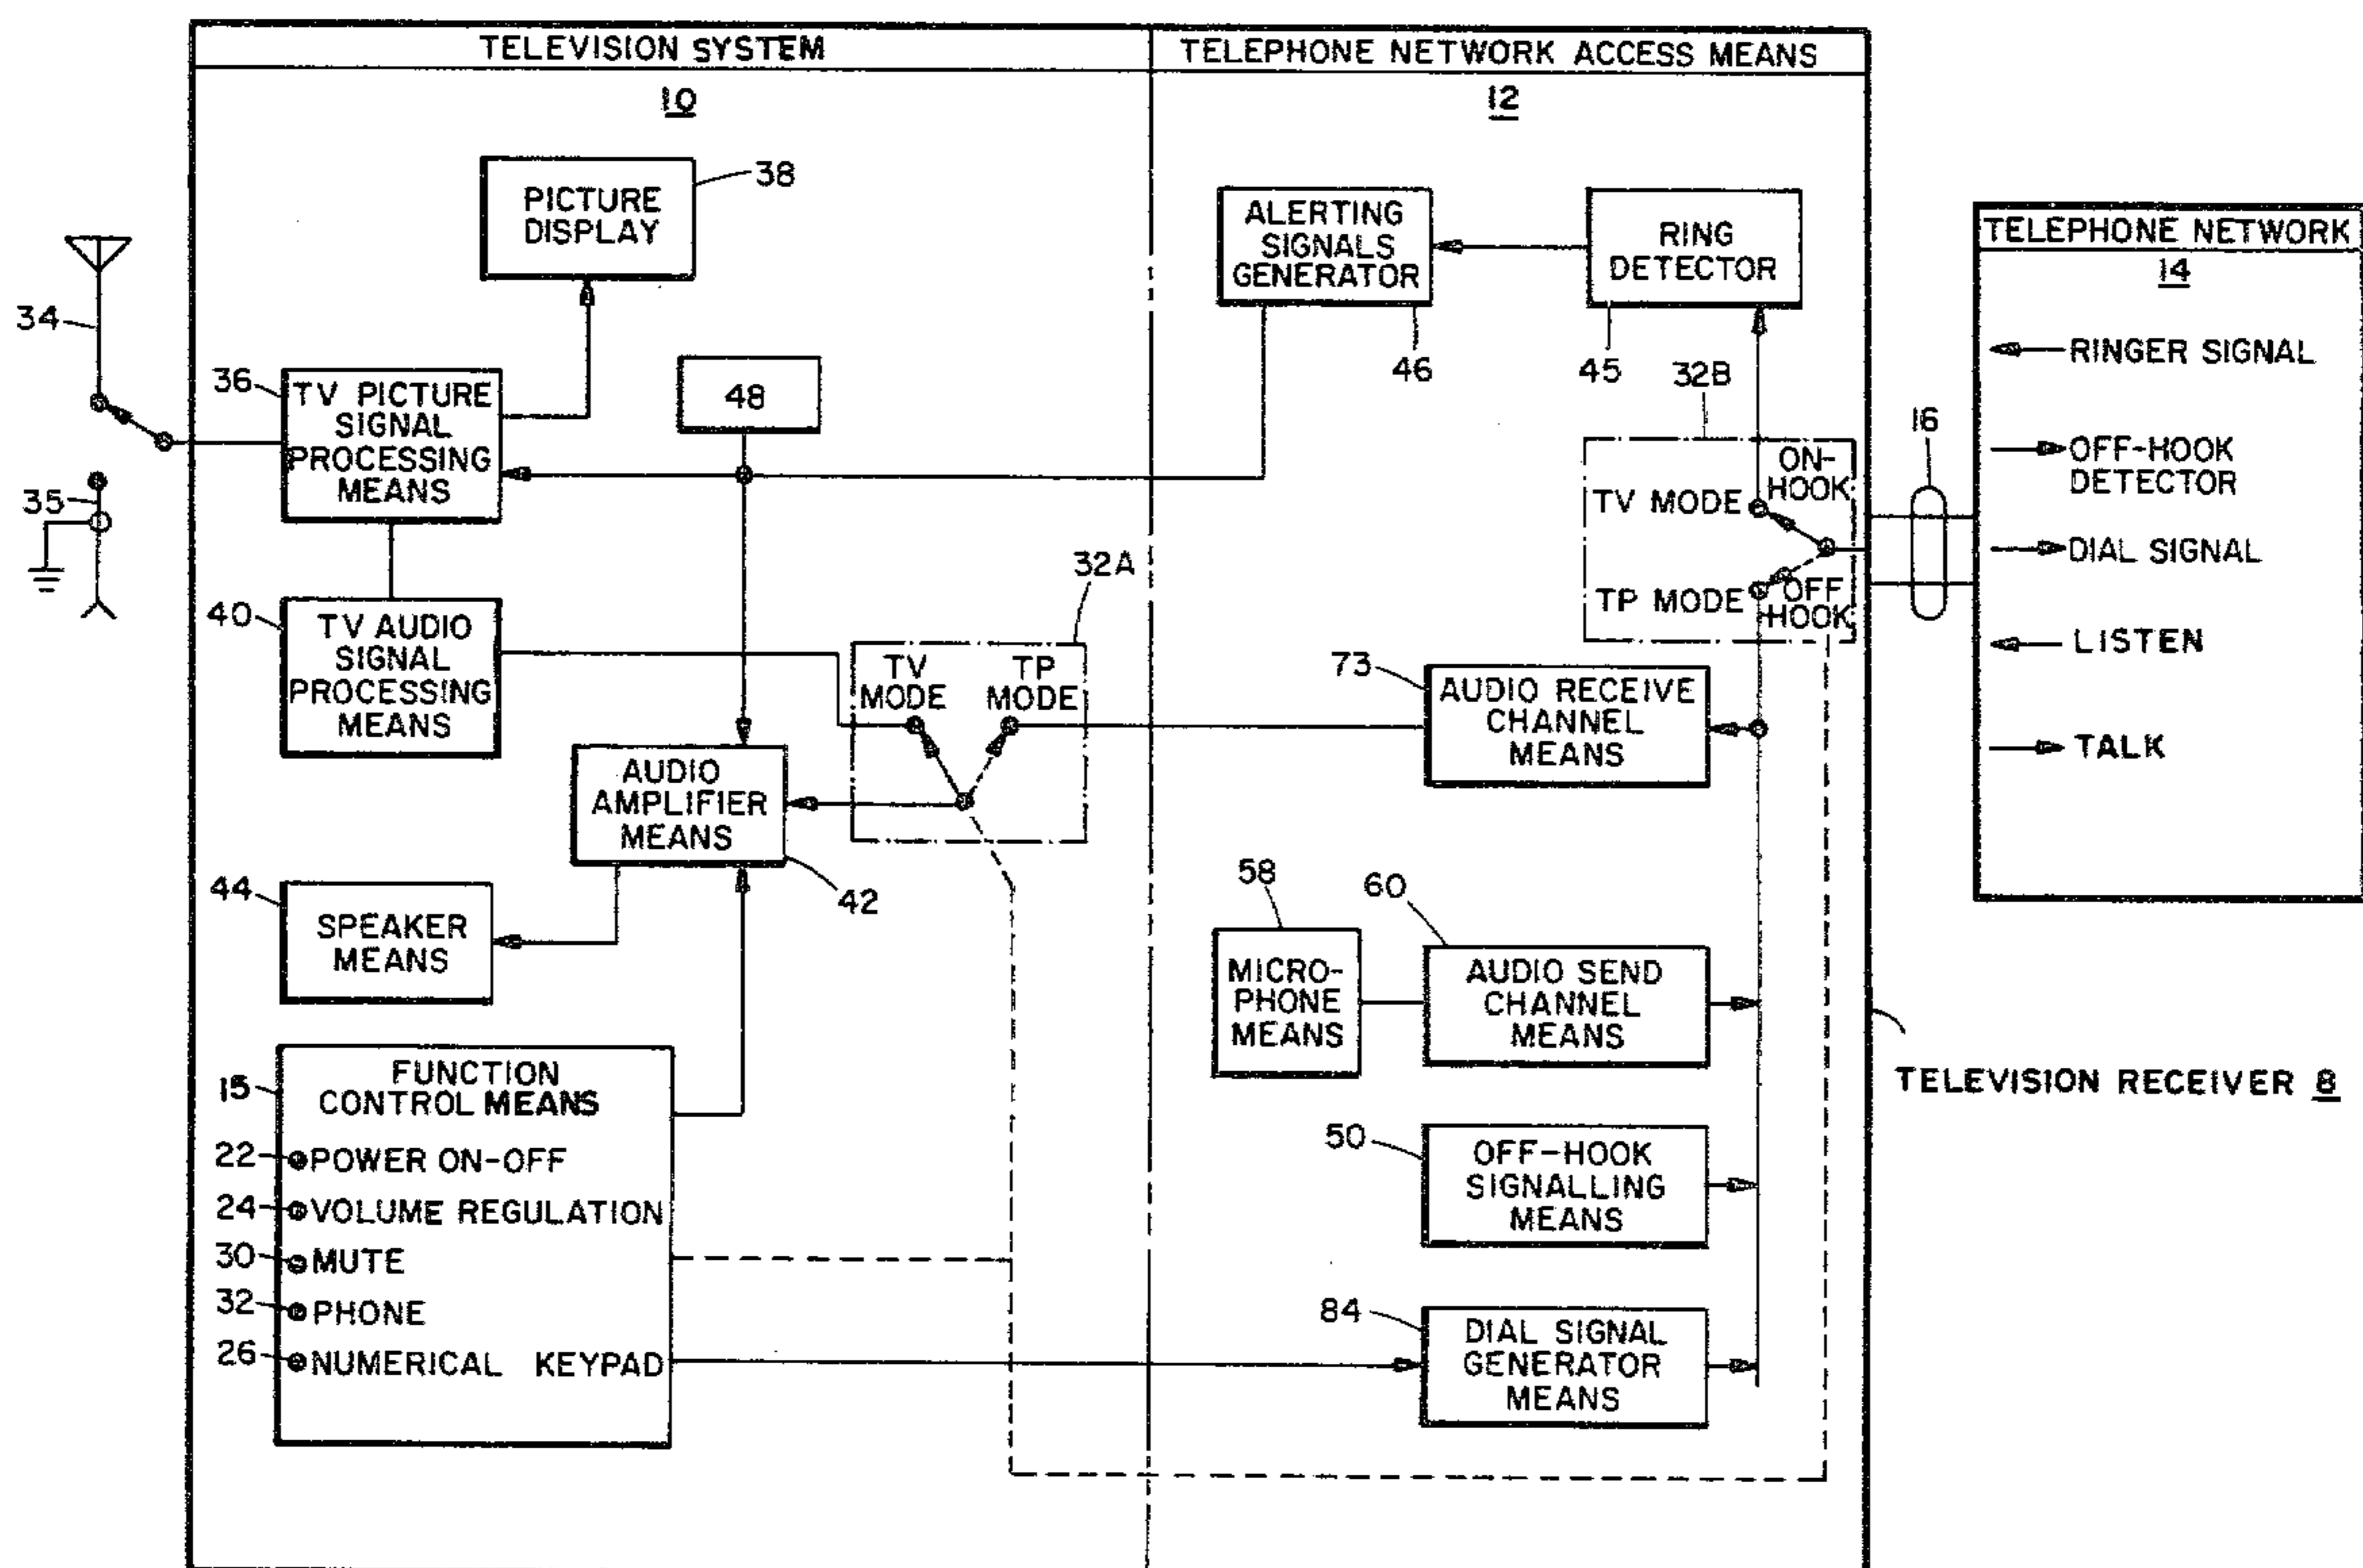 TELEVISION SYSTEM
10
TELEPHONE NETWORK ACCESS MEANS
12
TELEPHONE NETWORK
14
RINGER SIGNAL
OFF-HOOK
DETECTOR
DIAL SIGNAL
LISTEN
TALK
16
34
35
36
TV PICTURE
SIGNAL
PROCESSING
MEANS
38
PICTURE
DISPLAY
48
40
TV AUDIO
SIGNAL
PROCESSING
MEANS
32A
TV
MODE
TP
MODE
AUDIO
AMPLIFIER
MEANS
42
44
SPEAKER
MEANS
15
FUNCTION
CONTROL MEANS
22
POWER ON-OFF
24
VOLUME REGULATION
30
MUTE
32
PHONE
26
NUMERICAL KEYPAD
ALERTING
SIGNALS
GENERATOR
46
RING
DETECTOR
45
32B
ON-
HOOK
TV MODE
TP MODE
OFF
HOOK
73
AUDIO RECEIVE
CHANNEL
MEANS
58
MICRO-
PHONE
MEANS
60
AUDIO SEND
CHANNEL
MEANS
50
OFF-HOOK
SIGNALLING
MEANS
84
DIAL SIGNAL
GENERATOR
MEANS
TELEVISION RECEIVER 8